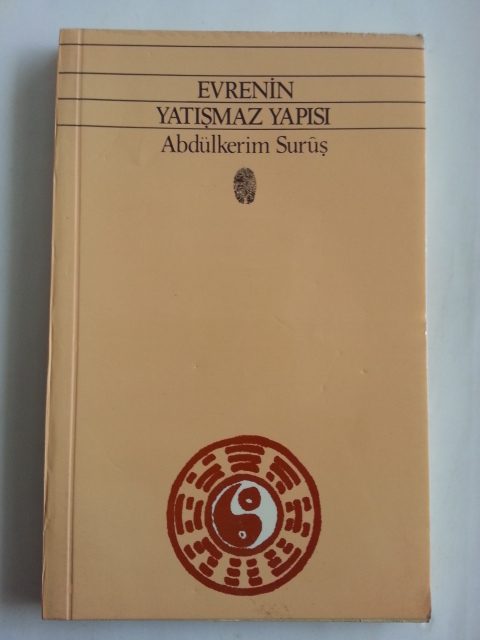 EVRENİN
YATIŞMAZ YAPISI
Abdülkerim Surûş